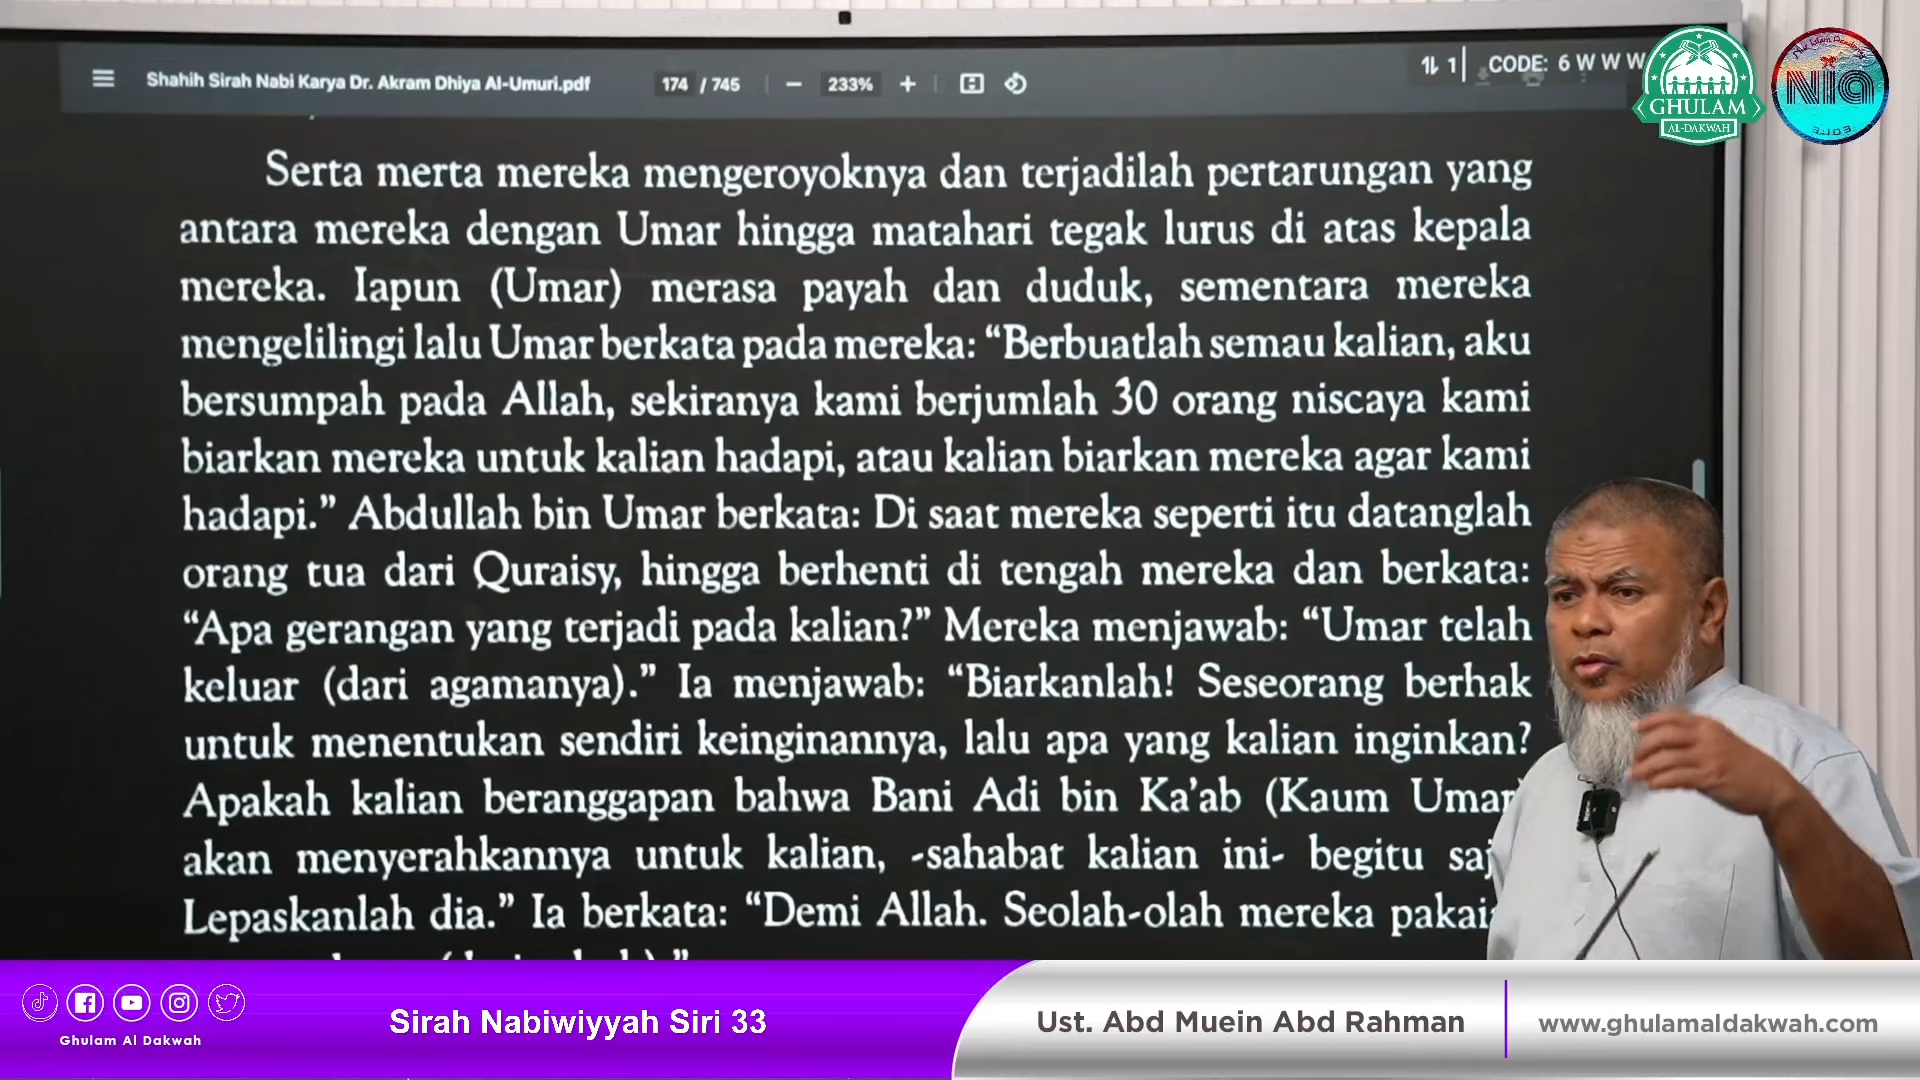 Shahih Sirah Nabi Karya Dr. Akram Dhiya Al-Umuri.pdf
174 / 745
233%
1
CODE: 6 W W W
GHULAM
AL-DAKWAH
NIA
Serta merta mereka mengeroyoknya dan terjadilah pertarungan yang
antara mereka dengan Umar hingga matahari tegak lurus di atas kepala
mereka. Iapun (Umar) merasa payah dan duduk, sementara mereka
mengelilingi lalu Umar berkata pada mereka: “Berbuatlah semau kalian, aku
bersumpah pada Allah, sekiranya kami berjumlah 30 orang niscaya kami
biarkan mereka untuk kalian hadapi, atau kalian biarkan mereka agar kami
hadapi.” Abdullah bin Umar berkata: Di saat mereka seperti itu datanglah
orang tua dari Quraisy, hingga berhenti di tengah mereka dan berkata:
“Apa gerangan yang terjadi pada kalian?” Mereka menjawab: “Umar telah
keluar (dari agamanya).” Ia menjawab: “Biarkanlah! Seseorang berhak
untuk menentukan sendiri keinginannya, lalu apa yang kalian inginkan?
Apakah kalian beranggapan bahwa Bani Adi bin Ka’ab (Kaum Umar)
akan menyerahkannya untuk kalian, -sahabat kalian ini- begitu saj
Lepaskanlah dia.” Ia berkata: “Demi Allah. Seolah-olah mereka pakai
Ghulam Al Dakwah
Sirah Nabiwiyyah Siri 33
Ust. Abd Muein Abd Rahman
www.ghulamaldakwah.com